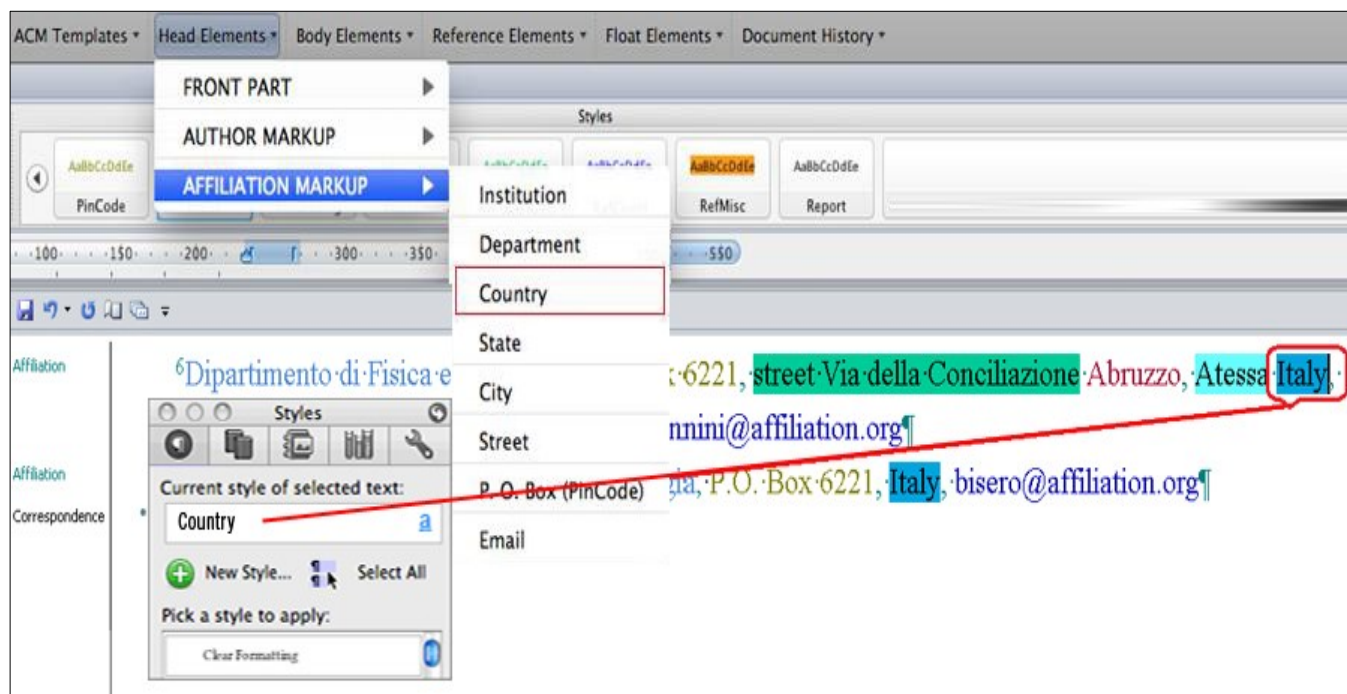 ACM Templates Head Elements Body Elements Reference Elements Float Elements Document History
FRONT PART
AUTHOR MARKUP
AFFILIATION MARKUP
Styles
AaBbCcDdEe AaBbCcDdEe AaBbCcDdEe
PinCode RefMisc Report
Institution
Department
Country
State
City
Street
P. O. Box (PinCode)
Email
100 150 200 300 350 550
Affiliation 6Dipartimento di Fisica e 6221, street Via della Conciliazione Abruzzo, Atessa Italy,
nnini@affiliation.org¶
Affiliation P.O. Box 6221, Italy, bisero@affiliation.org¶
Correspondence
Styles
Current style of selected text:
Country a
New Style... Select All
Pick a style to apply:
Clear Formatting